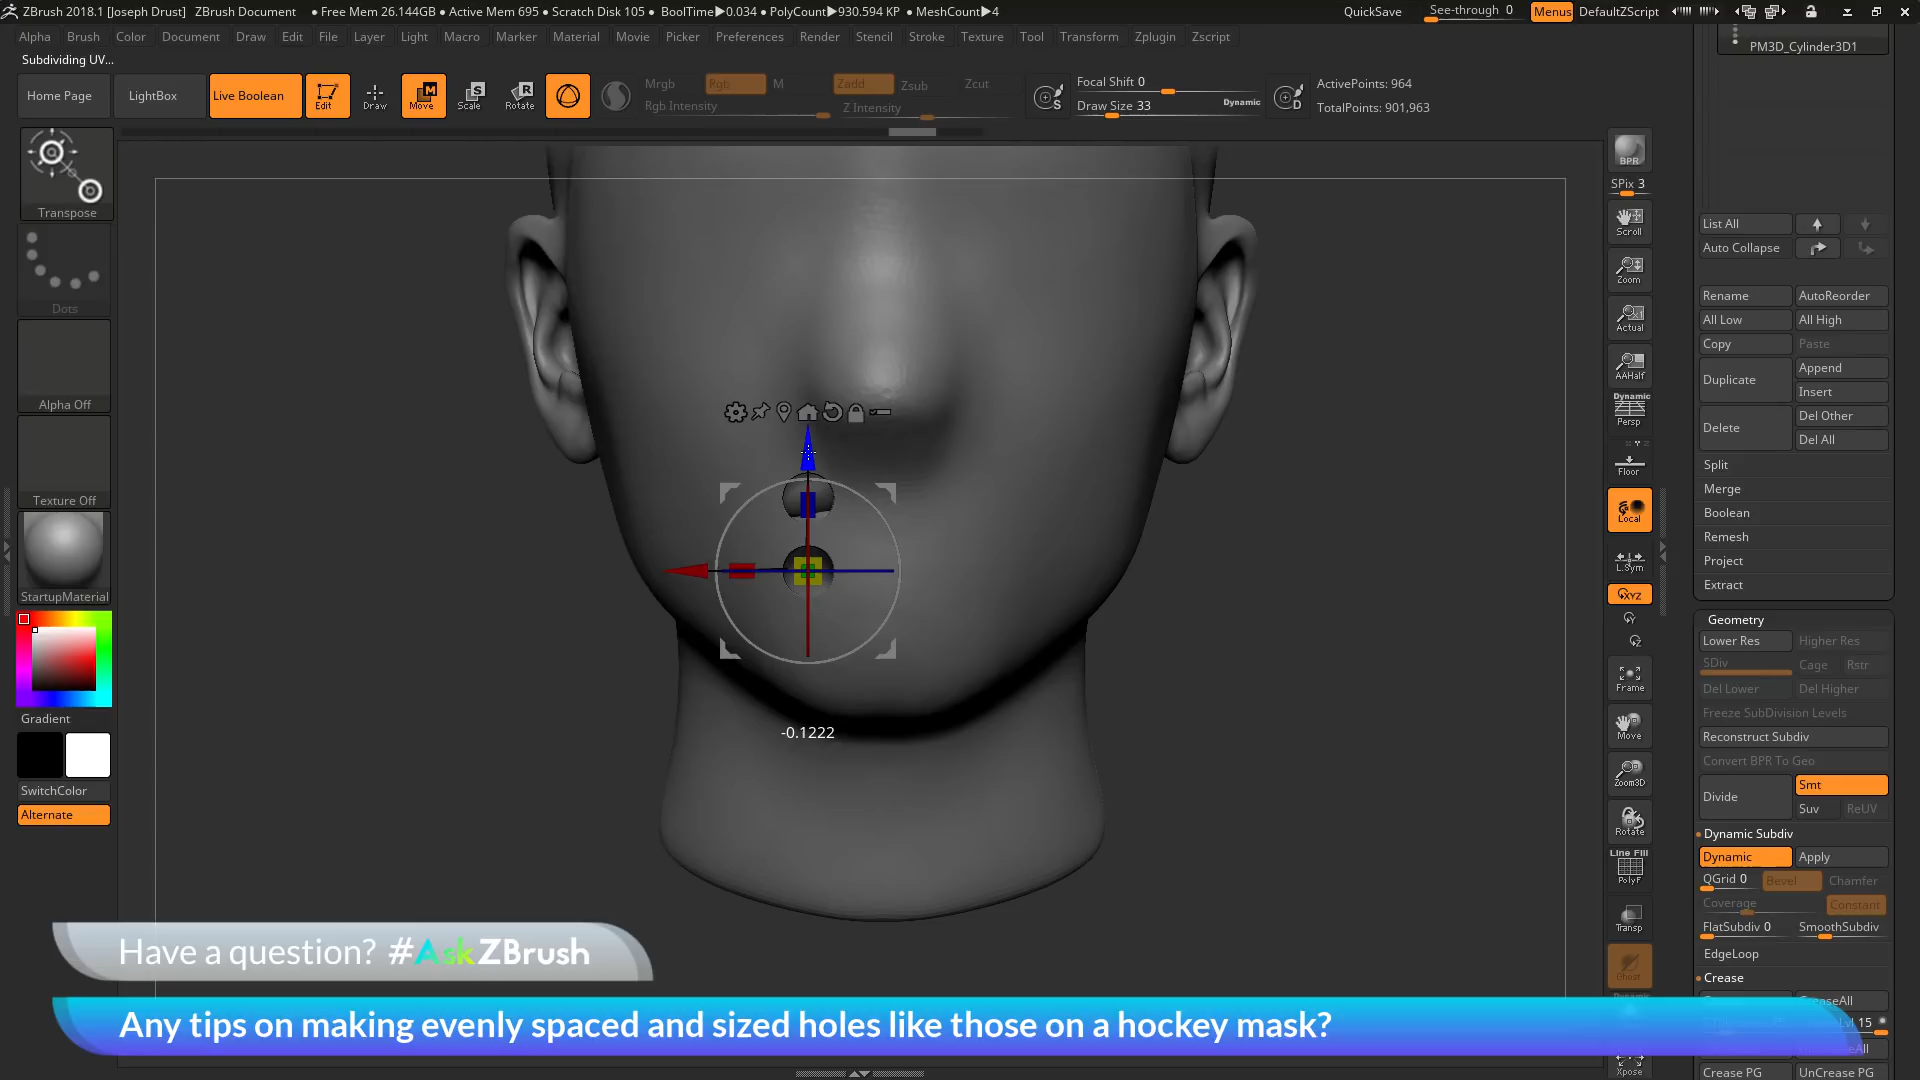 ZBrush 2018.1 [Joseph Drust] ZBrush Document • Free Mem 26.144GB • Active Mem 695 • Scratch Disk 105 • BoolTime▶0.034 • PolyCount▶930.594 KP • MeshCount▶4 QuickSave See-through 0 Menus DefaultZScript
Alpha Brush Color Document Draw Edit File Layer Light Macro Marker Material Movie Picker Preferences Render Stencil Stroke Texture Tool Transform Zplugin Zscript
PM3D_Cylinder3D1
Subdividing UV...
Home Page LightBox Live Boolean Edit Draw Move Scale Rotate
Mrgb Rgb M Zadd Zsub Zcut
Rgb Intensity Z Intensity
Focal Shift 0
Draw Size 33 Dynamic
ActivePoints: 964
TotalPoints: 901,963
Transpose
Dots
Alpha Off
Texture Off
StartupMaterial
Gradient
SwitchColor
Alternate
-0.1222
BPR
SPix 3
Scroll
Zoom
Actual
AAHalf
Dynamic
Persp
Floor
Local
L.Sym
XYZ
Frame
Move
Zoom3D
Rotate
Line Fill
PolyF
Transp
Ghost
Dynamic
Xpose
List All
Auto Collapse
Rename AutoReorder
All Low All High
Copy Paste
Duplicate Append
Insert
Delete Del Other
Del All
Split
Merge
Boolean
Remesh
Project
Extract
Geometry
Lower Res Higher Res
SDiv Cage Rstr
Del Lower Del Higher
Freeze SubDivision Levels
Reconstruct Subdiv
Convert BPR To Geo
Divide Smt
Suv ReUV
Dynamic Subdiv
Dynamic Apply
QGrid 0 Bevel Chamfer
Coverage Constant
FlatSubdiv 0 SmoothSubdiv
EdgeLoop
Crease
15
Crease PG UnCrease PG
Have a question? #AskZBrush
Any tips on making evenly spaced and sized holes like those on a hockey mask?